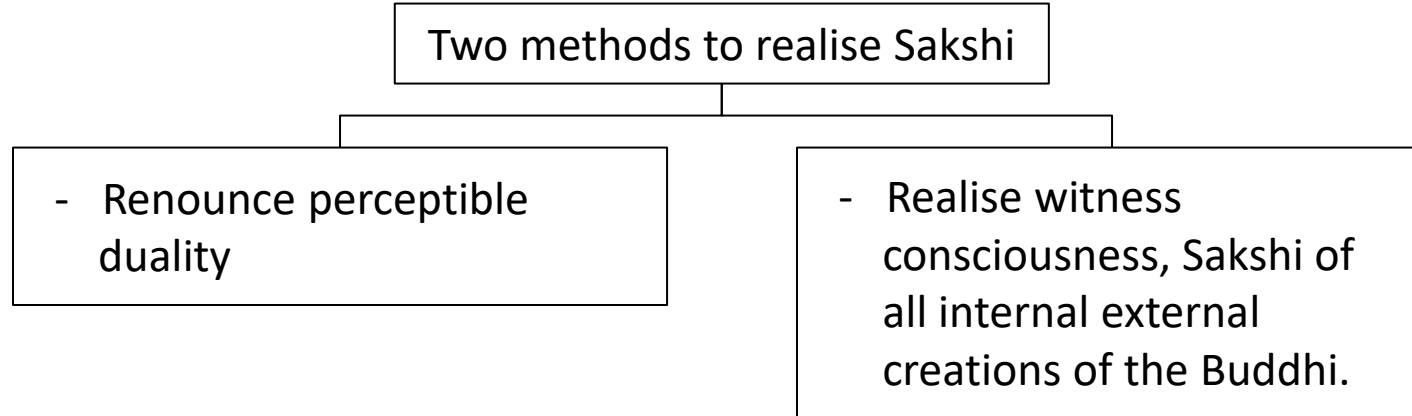 Two methods to realise Sakshi
- Renounce perceptible
duality
- Realise witness
consciousness, Sakshi of
all internal external
creations of the Buddhi.